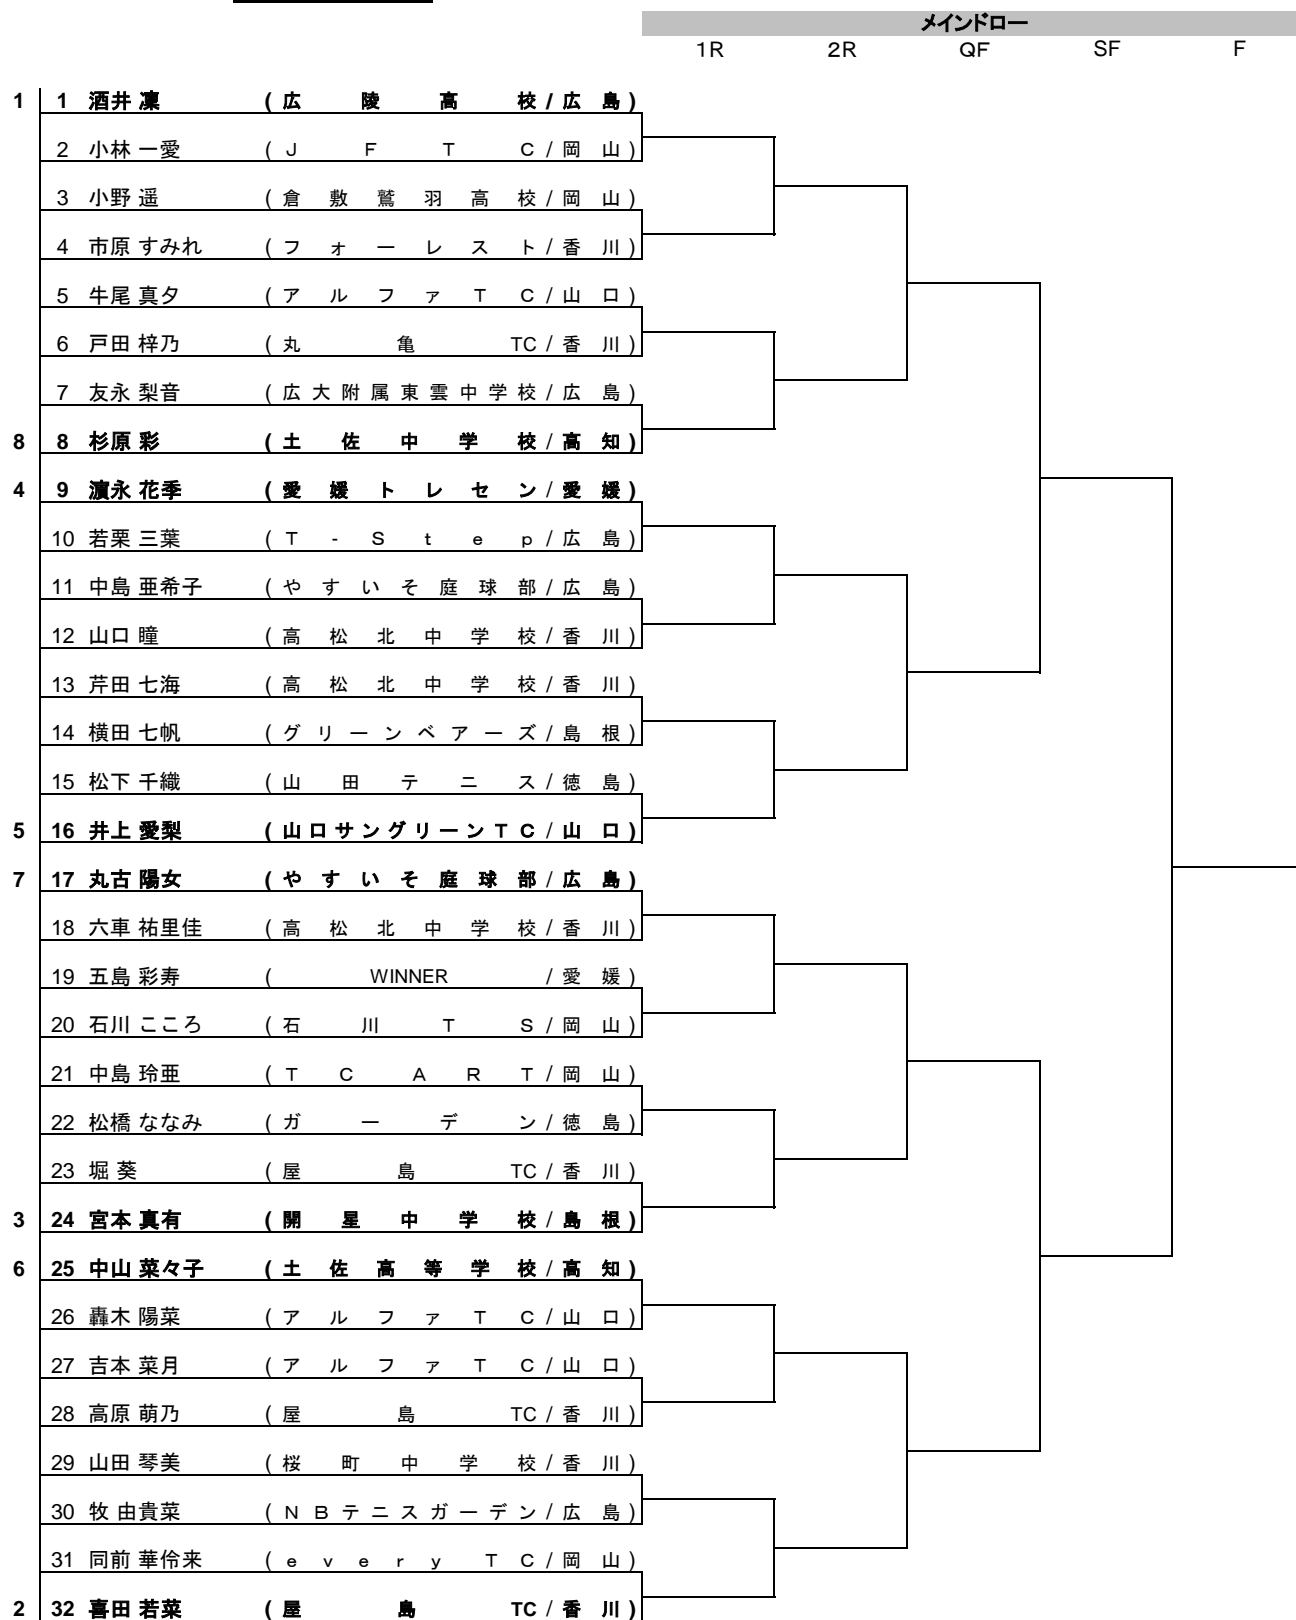 メインドロー
1R 2R QF SF F
1 1 酒井 凜 (広陵高校/広島)
2 小林 一愛 (JFTC/岡山)
3 小野 遥 (倉敷鷲羽高校/岡山)
4 市原 すみれ (フォーレスト/香川)
5 牛尾 真夕 (アルファTC/山口)
6 戸田 梓乃 (丸亀TC/香川)
7 友永 梨音 (広大附属東雲中学校/広島)
8 8 杉原 彩 (土佐中学校/高知)
4 9 濵永 花季 (愛媛トレセン/愛媛)
10 若栗 三葉 (T-Step/広島)
11 中島 亜希子 (やすいそ庭球部/広島)
12 山口 瞳 (高松北中学校/香川)
13 芹田 七海 (高松北中学校/香川)
14 横田 七帆 (グリーンベアーズ/島根)
15 松下 千織 (山田テニス/徳島)
5 16 井上 愛梨 (山口サングリーンTC/山口)
7 17 丸古 陽女 (やすいそ庭球部/広島)
18 六車 祐里佳 (高松北中学校/香川)
19 五島 彩寿 (WINNER/愛媛)
20 石川 こころ (石川TS/岡山)
21 中島 玲亜 (TCART/岡山)
22 松橋 ななみ (ガーデン/徳島)
23 堀 葵 (屋島TC/香川)
3 24 宮本 真有 (開星中学校/島根)
6 25 中山 菜々子 (土佐高等学校/高知)
26 轟木 陽菜 (アルファTC/山口)
27 吉本 菜月 (アルファTC/山口)
28 高原 萌乃 (屋島TC/香川)
29 山田 琴美 (桜町中学校/香川)
30 牧 由貴菜 (NBテニスガーデン/広島)
31 同前 華伶来 (everyTC/岡山)
2 32 喜田 若菜 (屋島TC/香川)